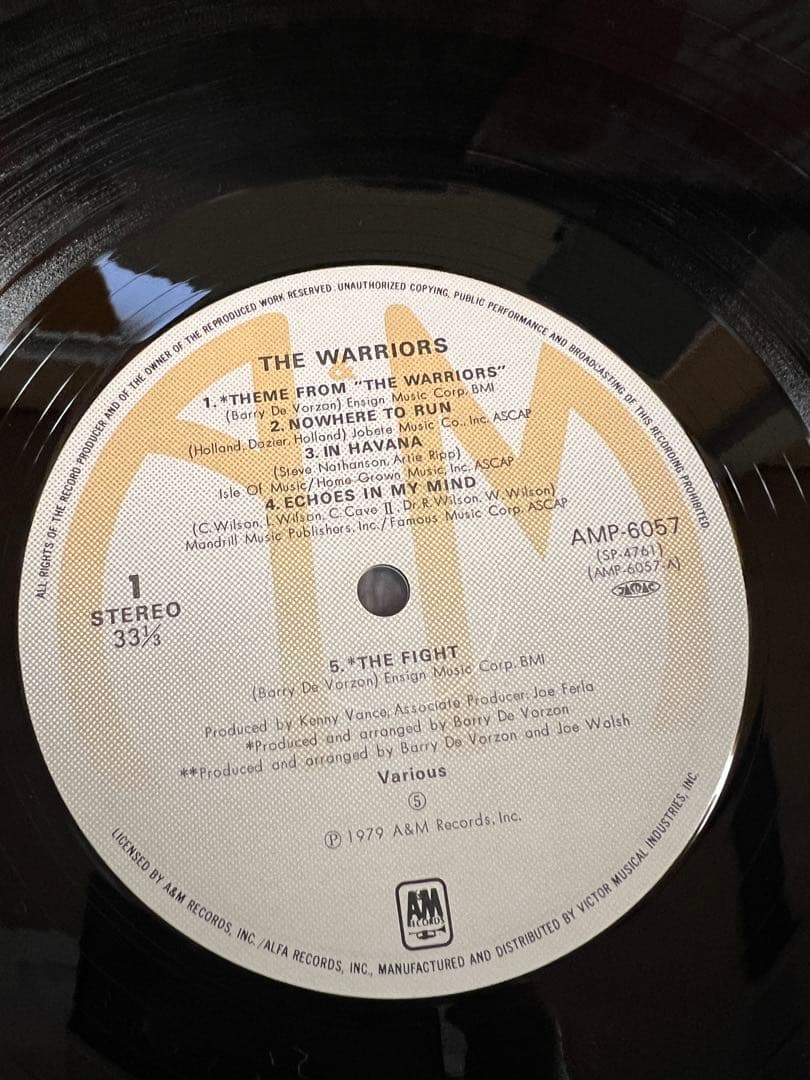 ALL RIGHTS OF THE RECORD PRODUCER AND OF THE OWNER OF THE REPRODUCED WORK RESERVED. UNAUTHORIZED COPYING, PUBLIC PERFORMANCE AND BROADCASTING OF THIS RECORDING PROHIBITED.
THE WARRIORS
1. *THEME FROM "THE WARRIORS"
(Barry De Vorzon) Ensign Music Corp. BMI
2. NOWHERE TO RUN
(Holland, Dozier, Holland) Jobete Music Co., Inc. ASCAP
3. IN HAVANA
(Steve Nathanson, Artie Ripp)
Isle Of Music/Home Grown Music, Inc. ASCAP
4. ECHOES IN MY MIND
(C. Wilson, L. Wilson, C. Cave II, Dr. R. Wilson, W. Wilson)
Mandrill Music Publishers, Inc./Famous Music Corp. ASCAP
AMP-6057
(SP-4761)
(AMP-6057-A)
JASRAC
1
STEREO
33⅓
5. *THE FIGHT
(Barry De Vorzon) Ensign Music Corp. BMI
Produced by Kenny Vance, Associate Producer: Joe Ferla
*Produced and arranged by Barry De Vorzon
**Produced and arranged by Barry De Vorzon and Joe Walsh
Various
⑤
℗ 1979 A&M Records, Inc.
A&M RECORDS
LICENSED BY A&M RECORDS, INC./ALFA RECORDS, INC., MANUFACTURED AND DISTRIBUTED BY VICTOR MUSICAL INDUSTRIES, INC.